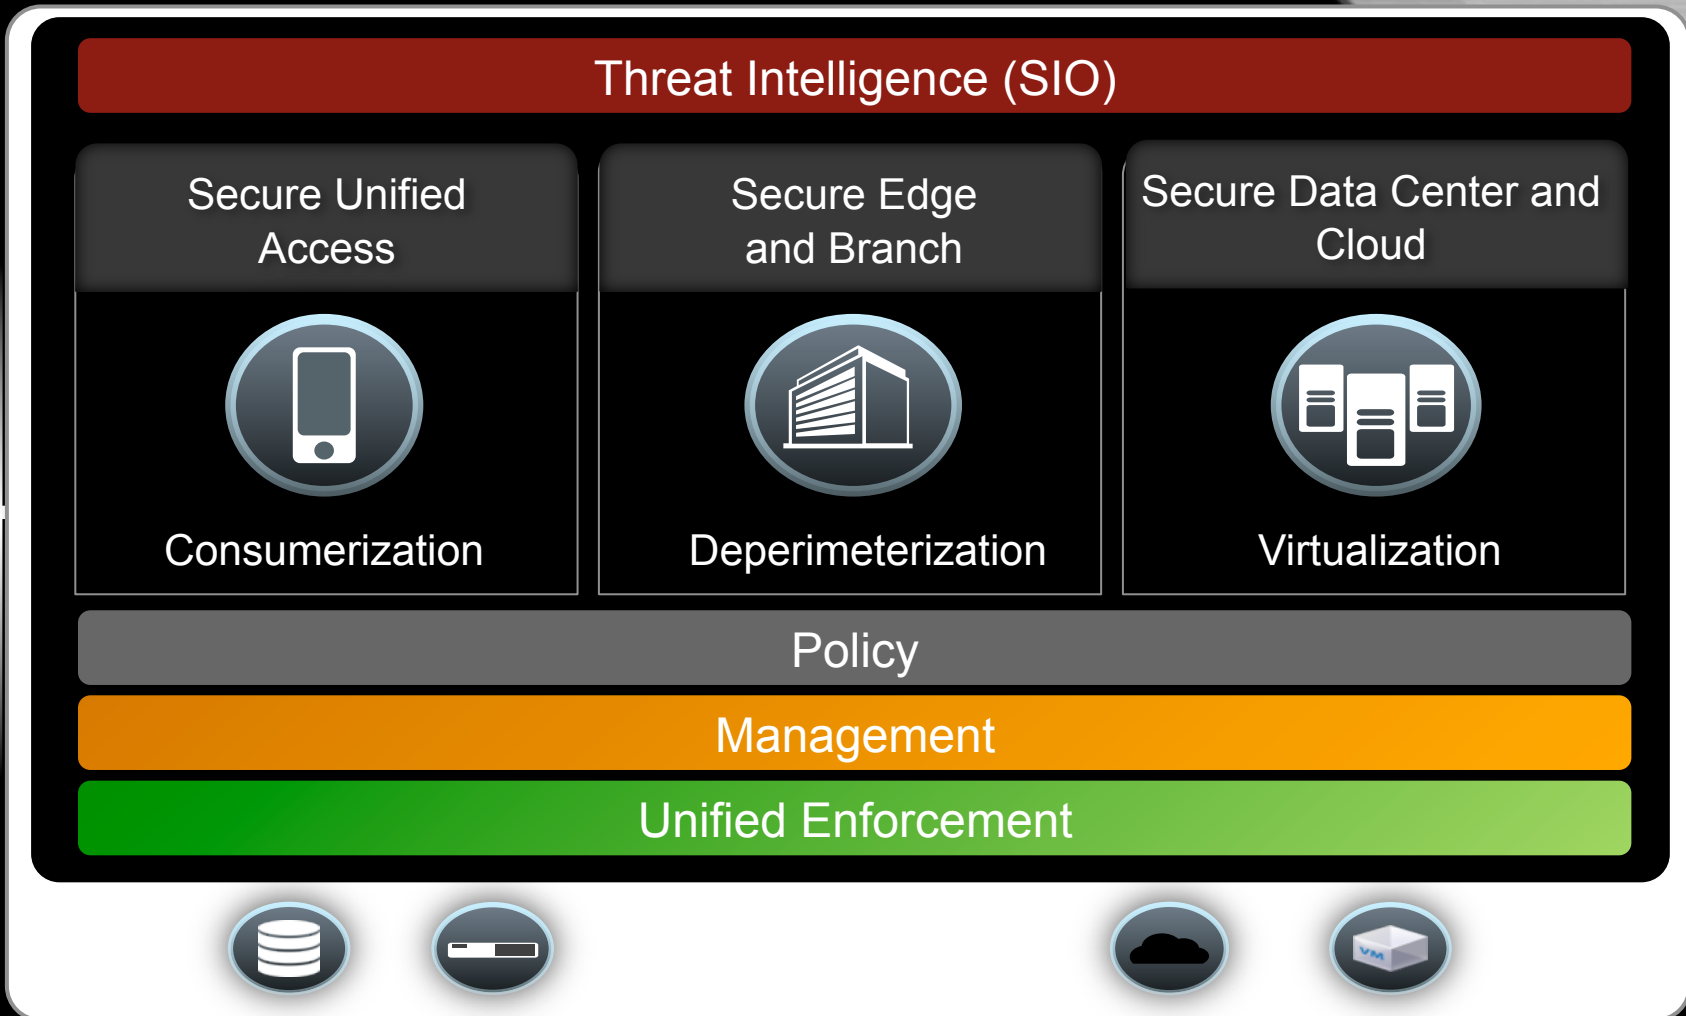 Threat Intelligence (SIO)
Secure Unified
Access
Secure Edge
and Branch
Secure Data Center and
Cloud
Consumerization
Deperimeterization
Virtualization
Policy
Management
Unified Enforcement
VM